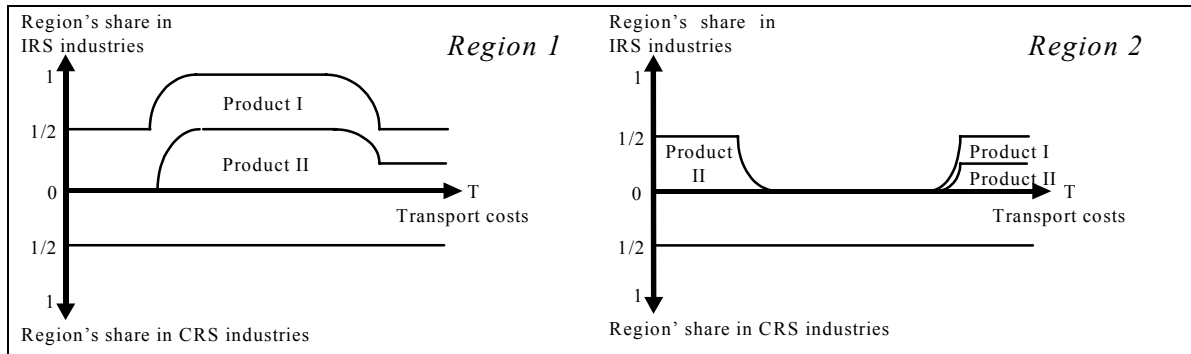 Region's share in
IRS industries
Region 1
1
Product I
1/2
Product II
0
T
Transport costs
1/2
1
Region's share in CRS industries
Region's share in
IRS industries
Region 2
1
1/2
Product
II
Product I
Product II
0
T
Transport costs
1/2
1
Region' share in CRS industries